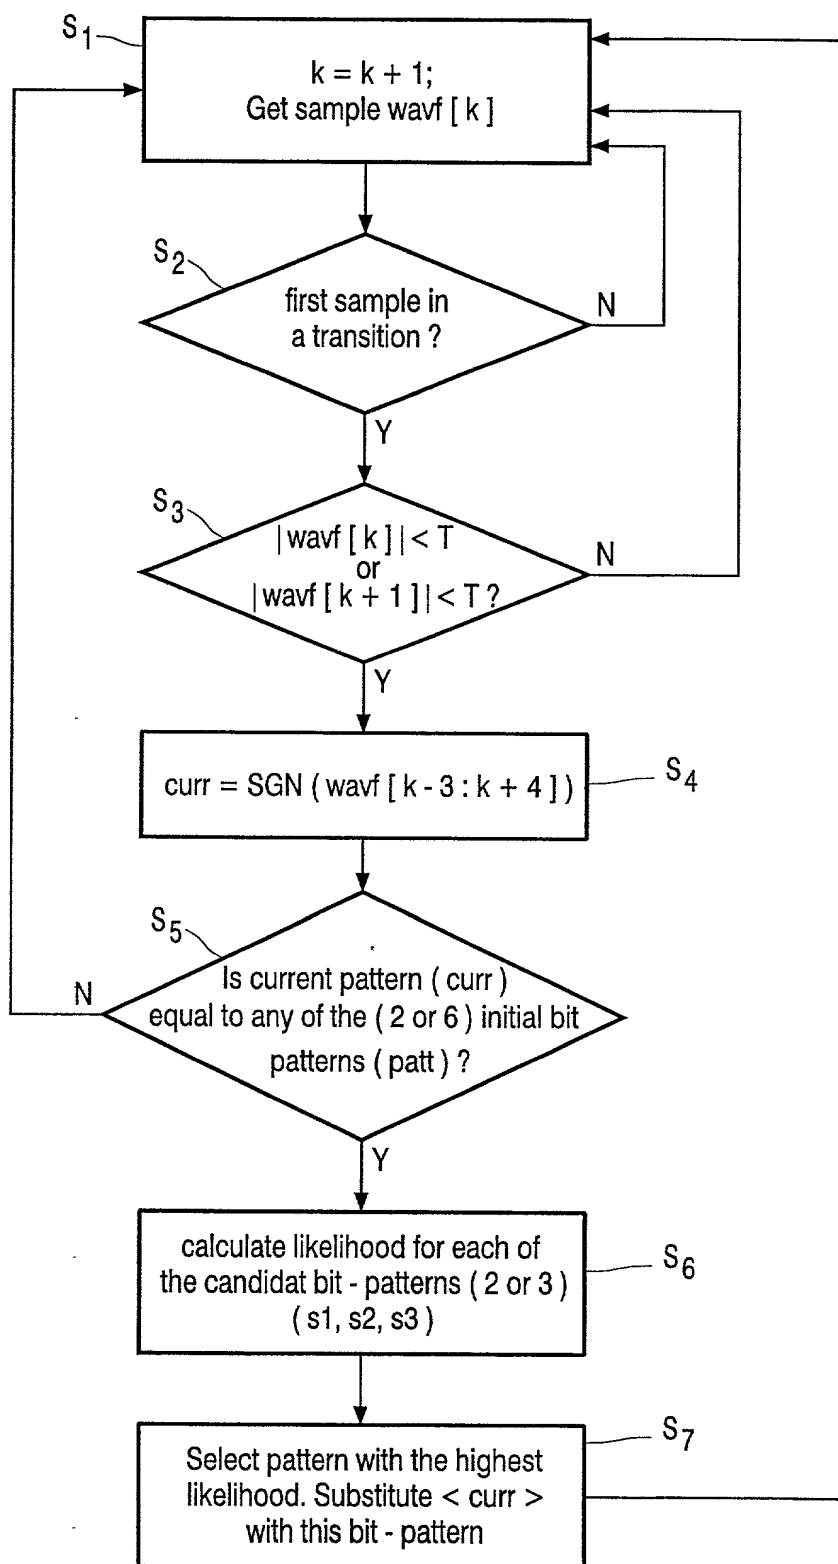 S1
k = k + 1;
Get sample wavf [ k ]
S2
first sample in
a transition ?
N
Y
S3
|wavf [ k ]| < T
or
|wavf [ k + 1 ]| < T ?
N
Y
curr = SGN ( wavf [ k - 3 : k + 4 ] )
S4
S5
Is current pattern ( curr )
equal to any of the ( 2 or 6 ) initial bit
patterns ( patt ) ?
N
Y
calculate likelihood for each of
the candidat bit - patterns ( 2 or 3 )
( s1, s2, s3 )
S6
Select pattern with the highest
likelihood. Substitute < curr >
with this bit - pattern
S7